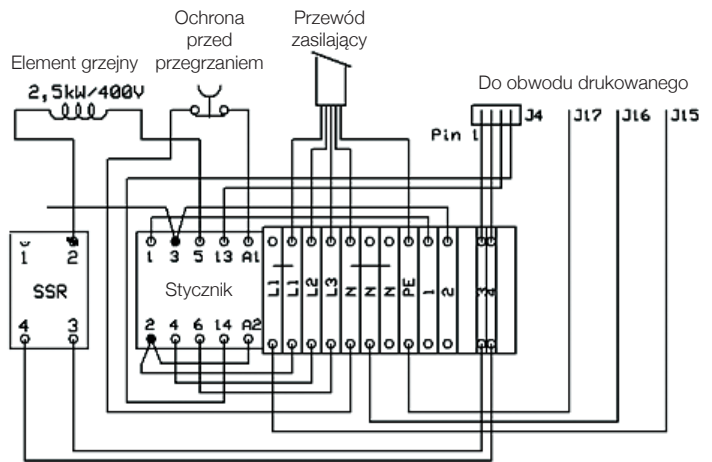 Ochrona
przed
przegrzaniem
Przewód
zasilający
Element grzejny
2,5kW/400V
Do obwodu drukowanego
J4 J17 J16 J15
Pin 1
1 2
SSR
4 3
1 3 5 13 A1
Stycznik
2 4 6 14 A2
L1 L1 L2 L3 N N N PE 1 2 3 4